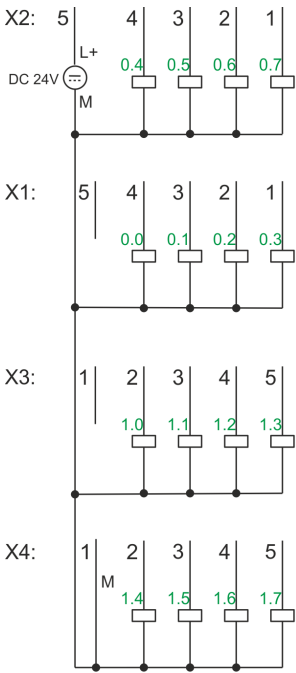 X2: 5 4 3 2 1
L+
0.4 0.5 0.6 0.7
DC 24V
M
X1: 5 4 3 2 1
0.0 0.1 0.2 0.3
X3: 1 2 3 4 5
1.0 1.1 1.2 1.3
X4: 1 2 3 4 5
M
1.4 1.5 1.6 1.7